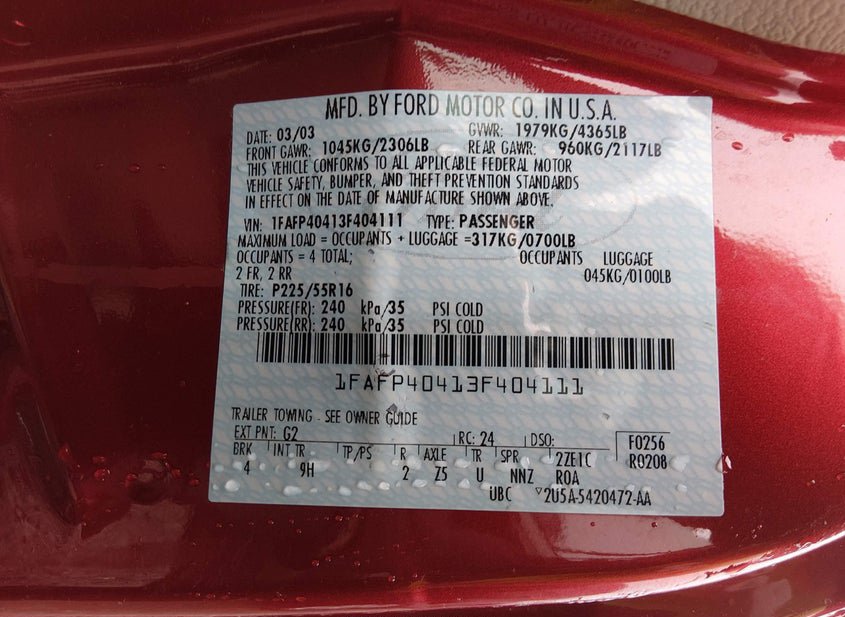 MFD. BY FORD MOTOR CO. IN U.S.A.
DATE: 03/03 GVWR: 1979KG/4365LB
FRONT GAWR: 1045KG/2306LB REAR GAWR: 960KG/2117LB
THIS VEHICLE CONFORMS TO ALL APPLICABLE FEDERAL MOTOR
VEHICLE SAFETY, BUMPER, AND THEFT PREVENTION STANDARDS
IN EFFECT ON THE DATE OF MANUFACTURE SHOWN ABOVE.
VIN: 1FAFP40413F404111 TYPE: PASSENGER
MAXIMUM LOAD = OCCUPANTS + LUGGAGE =317KG/0700LB
OCCUPANTS = 4 TOTAL; OCCUPANTS LUGGAGE
2 FR, 2 RR 045KG/0100LB
TIRE: P225/55R16
PRESSURE(FR): 240 kPa/35 PSI COLD
PRESSURE(RR): 240 kPa/35 PSI COLD
1FAFP40413F404111
TRAILER TOWING - SEE OWNER GUIDE
EXT PNT: G2 RC: 24 DSO: F0256
BRK INT TR TP/PS R AXLE TR SPR 2ZE1C R0208
4 9H 2 Z5 U NNZ ROA
UBC ▽2U5A-5420472-AA